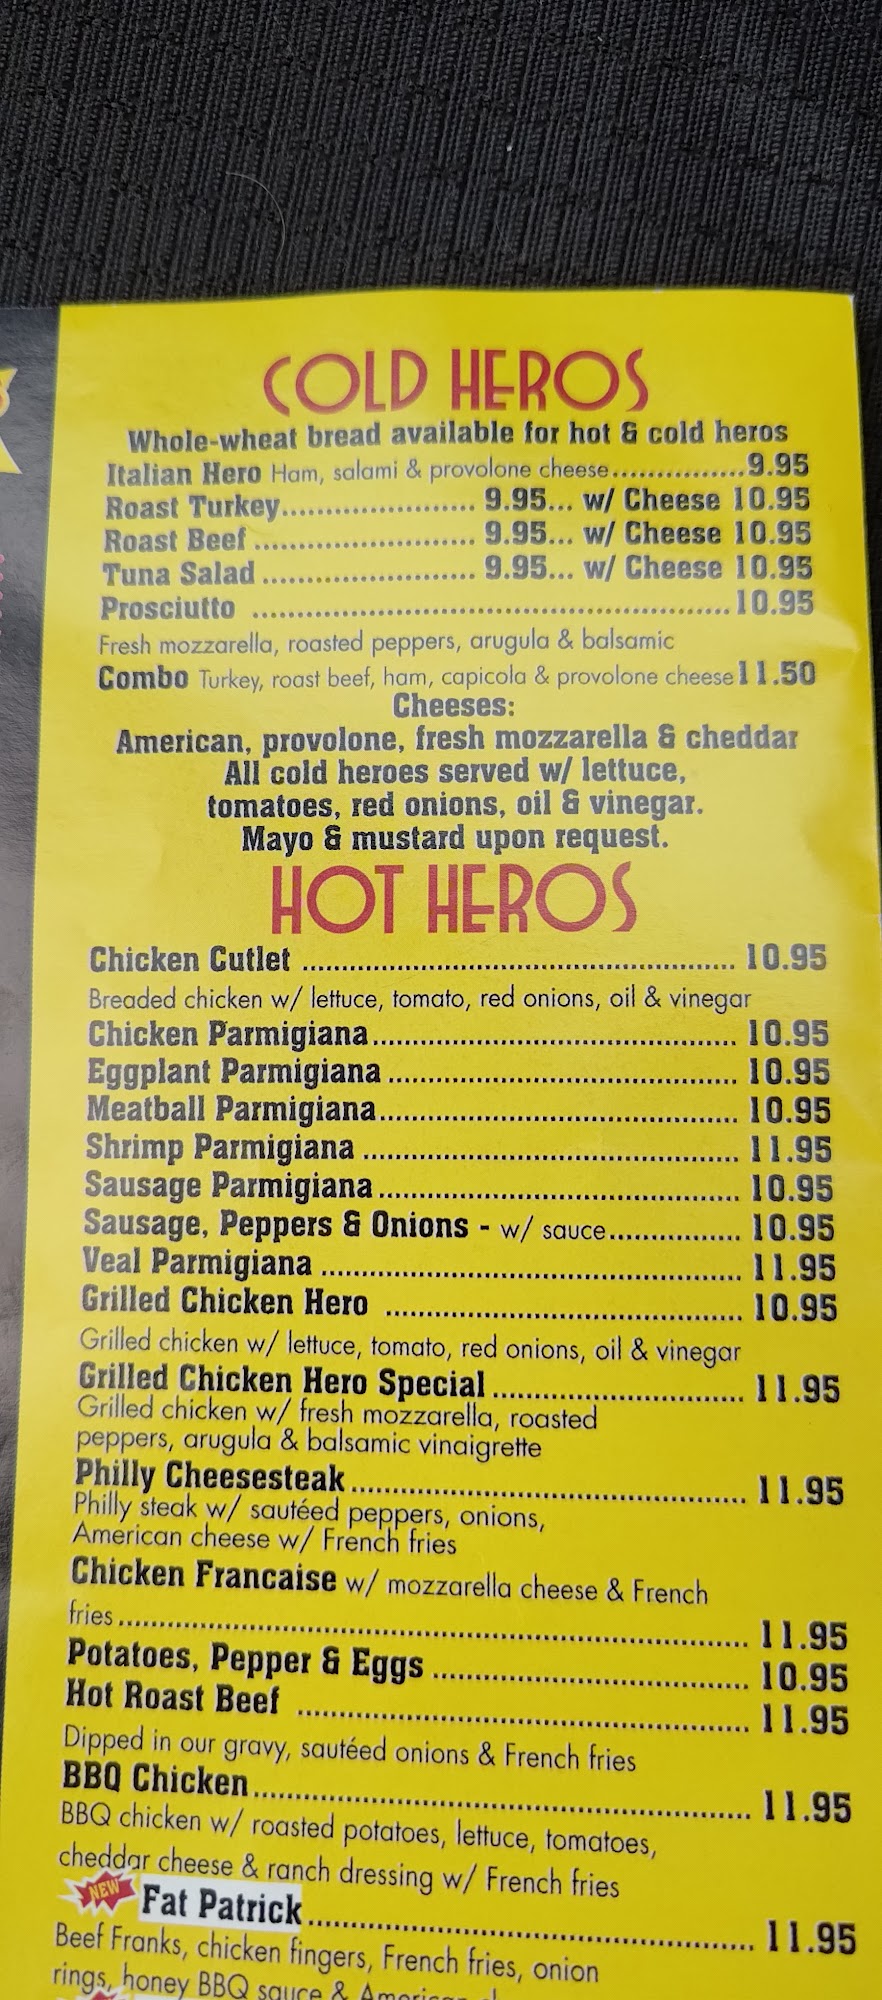 COLD HEROS
Whole-wheat bread available for hot & cold heros
Italian Hero Ham, salami & provolone cheese................9.95
Roast Turkey........................ 9.95... w/ Cheese 10.95
Roast Beef ........................... 9.95... w/ Cheese 10.95
Tuna Salad .......................... 9.95... w/ Cheese 10.95
Prosciutto ....................................................... 10.95
Fresh mozzarella, roasted peppers, arugula & balsamic
Combo Turkey, roast beef, ham, capicola & provolone cheese 11.50
Cheeses:
American, provolone, fresh mozzarella & cheddar
All cold heroes served w/ lettuce,
tomatoes, red onions, oil & vinegar.
Mayo & mustard upon request.
HOT HEROS
Chicken Cutlet ..................................................... 10.95
Breaded chicken w/ lettuce, tomato, red onions, oil & vinegar
Chicken Parmigiana............................................. 10.95
Eggplant Parmigiana ........................................... 10.95
Meatball Parmigiana............................................ 10.95
Shrimp Parmigiana .............................................. 11.95
Sausage Parmigiana............................................. 10.95
Sausage, Peppers & Onions - w/ sauce................ 10.95
Veal Parmigiana ................................................... 11.95
Grilled Chicken Hero ............................................ 10.95
Grilled chicken w/ lettuce, tomato, red onions, oil & vinegar
Grilled Chicken Hero Special ............................... 11.95
Grilled chicken w/ fresh mozzarella, roasted
peppers, arugula & balsamic vinaigrette
Philly Cheesesteak ................................................ 11.95
Philly steak w/ sautéed peppers, onions,
American cheese w/ French fries
Chicken Francaise w/ mozzarella cheese & French
fries ............................................................................. 11.95
Potatoes, Pepper & Eggs ...................................... 10.95
Hot Roast Beef ...................................................... 11.95
Dipped in our gravy, sautéed onions & French fries
BBQ Chicken ............................................................. 11.95
BBQ chicken w/ roasted potatoes, lettuce, tomatoes,
cheddar cheese & ranch dressing w/ French fries
NEW Fat Patrick ...................................................... 11.95
Beef Franks, chicken fingers, French fries, onion
rings, honey BBQ sauce &